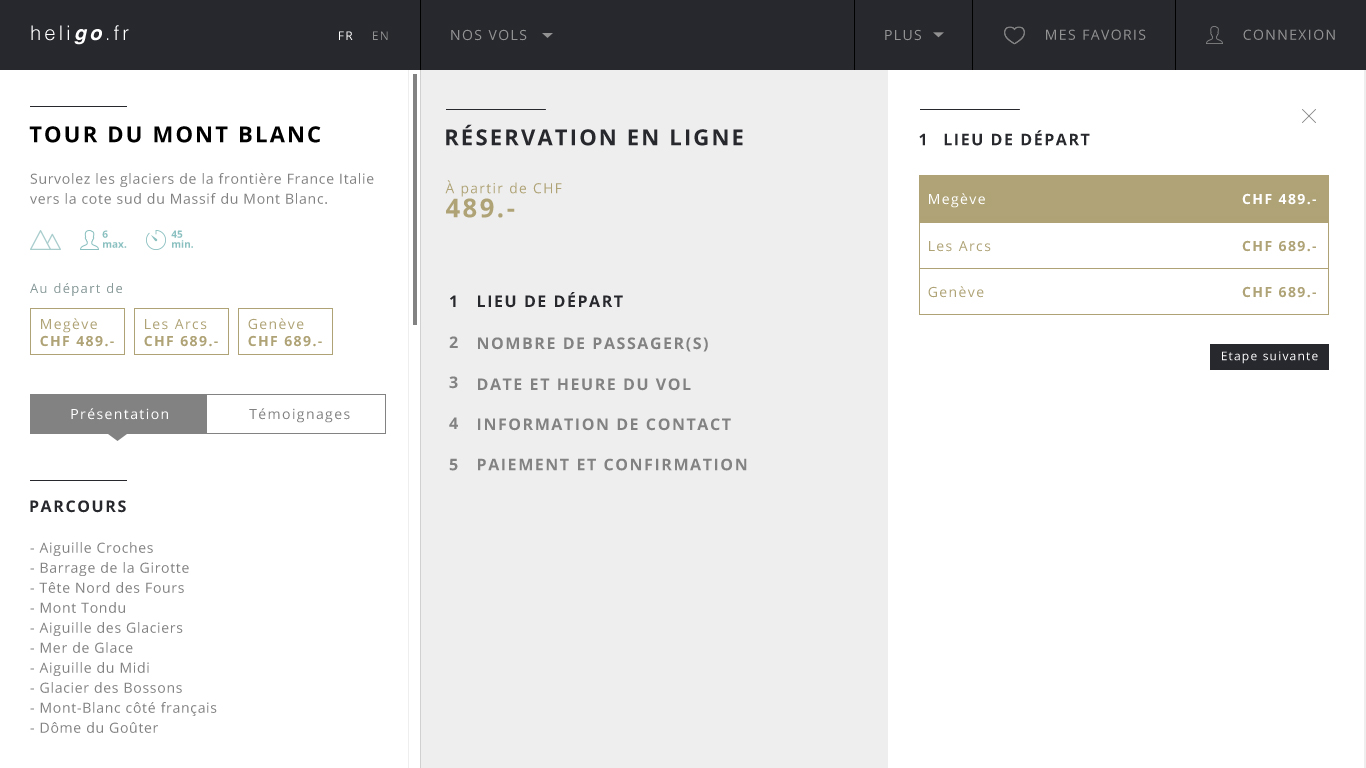 heligo.fr
FR EN
NOS VOLS
PLUS
MES FAVORIS
CONNEXION
TOUR DU MONT BLANC
Survolez les glaciers de la frontière France Italie
vers la cote sud du Massif du Mont Blanc.
6
max.
45
min.
Au départ de
Megève
CHF 489.-
Les Arcs
CHF 689.-
Genève
CHF 689.-
Présentation
Témoignages
PARCOURS
- Aiguille Croches
- Barrage de la Girotte
- Tête Nord des Fours
- Mont Tondu
- Aiguille des Glaciers
- Mer de Glace
- Aiguille du Midi
- Glacier des Bossons
- Mont-Blanc côté français
- Dôme du Goûter
RÉSERVATION EN LIGNE
À partir de CHF
489.-
1 LIEU DE DÉPART
2 NOMBRE DE PASSAGER(S)
3 DATE ET HEURE DU VOL
4 INFORMATION DE CONTACT
5 PAIEMENT ET CONFIRMATION
1 LIEU DE DÉPART
Megève CHF 489.-
Les Arcs CHF 689.-
Genève CHF 689.-
Etape suivante